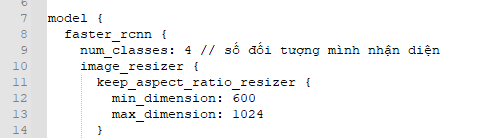 6
7 model {
8 faster_rcnn {
9 num_classes: 4 // số đối tượng mình nhận diện
10 image_resizer {
11 keep_aspect_ratio_resizer {
12 min_dimension: 600
13 max_dimension: 1024
14 }